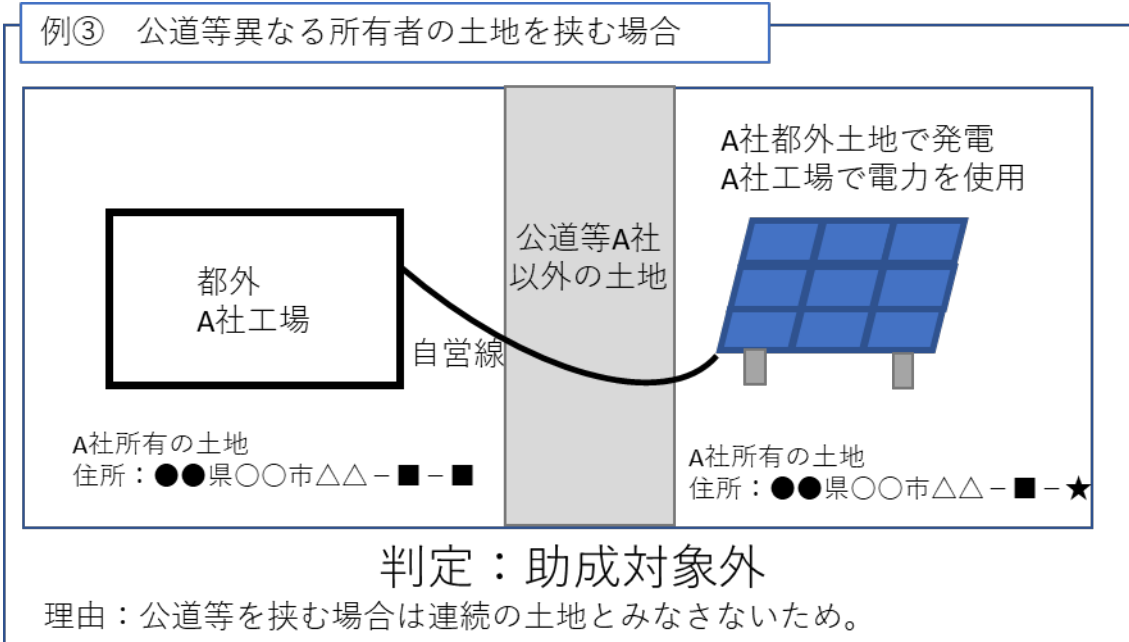 例③　公道等異なる所有者の土地を挟む場合
A社都外土地で発電
A社工場で電力を使用
公道等A社
以外の土地
都外
A社工場
自営線
A社所有の土地
住所：●●県○○市△△－■－■
A社所有の土地
住所：●●県○○市△△－■－★
判定：助成対象外
理由：公道等を挟む場合は連続の土地とみなさないため。